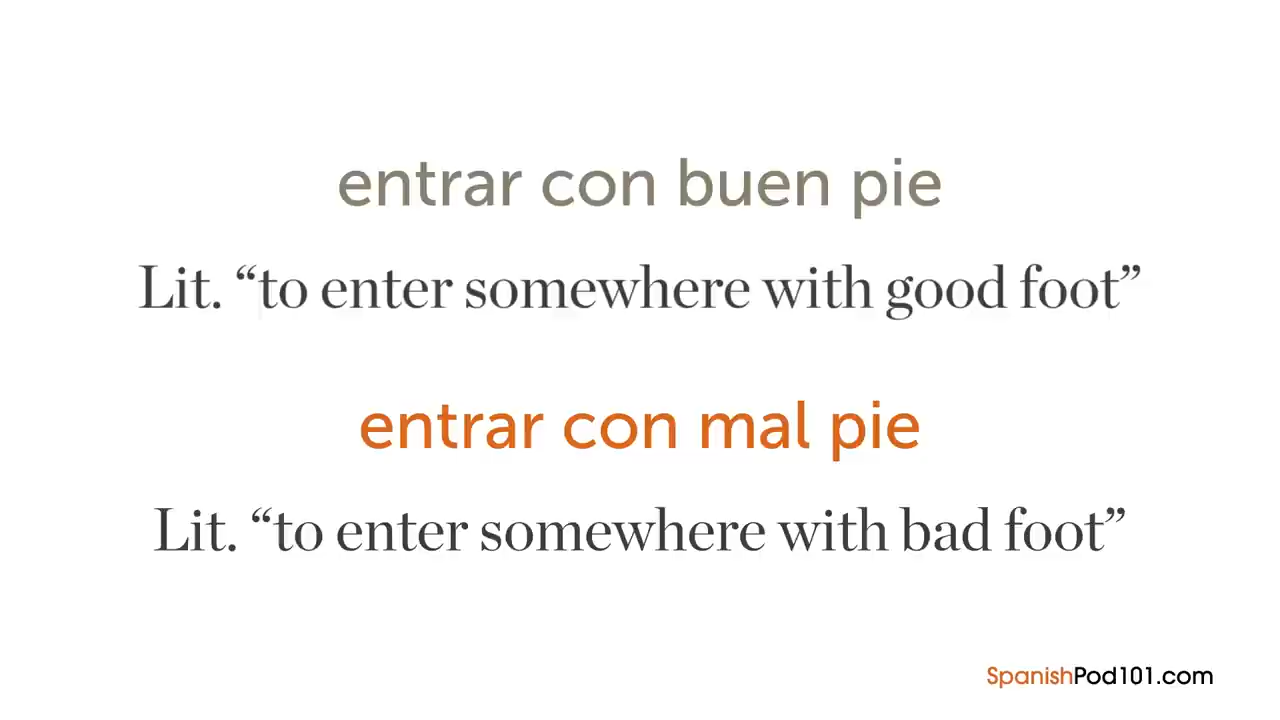 entrar con buen pie
Lit. “to enter somewhere with good foot”
entrar con mal pie
Lit. “to enter somewhere with bad foot”
SpanishPod101.com